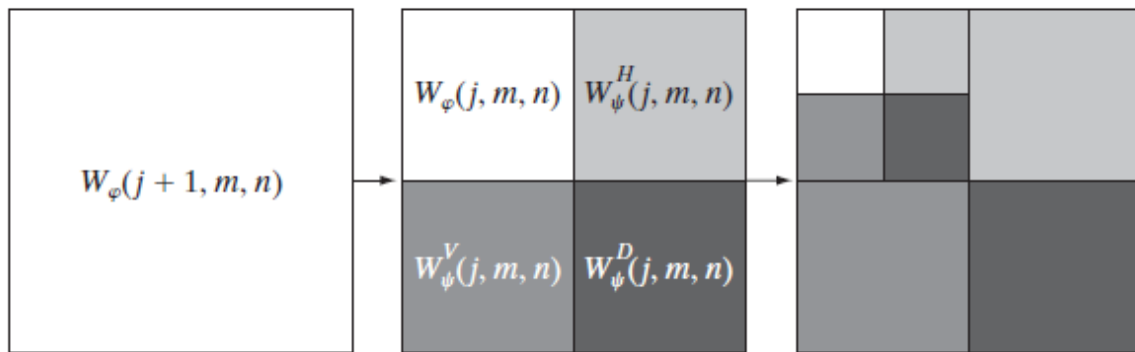 W_φ(j + 1, m, n)
W_φ(j, m, n)
W_ψ^H(j, m, n)
W_ψ^V(j, m, n)
W_ψ^D(j, m, n)